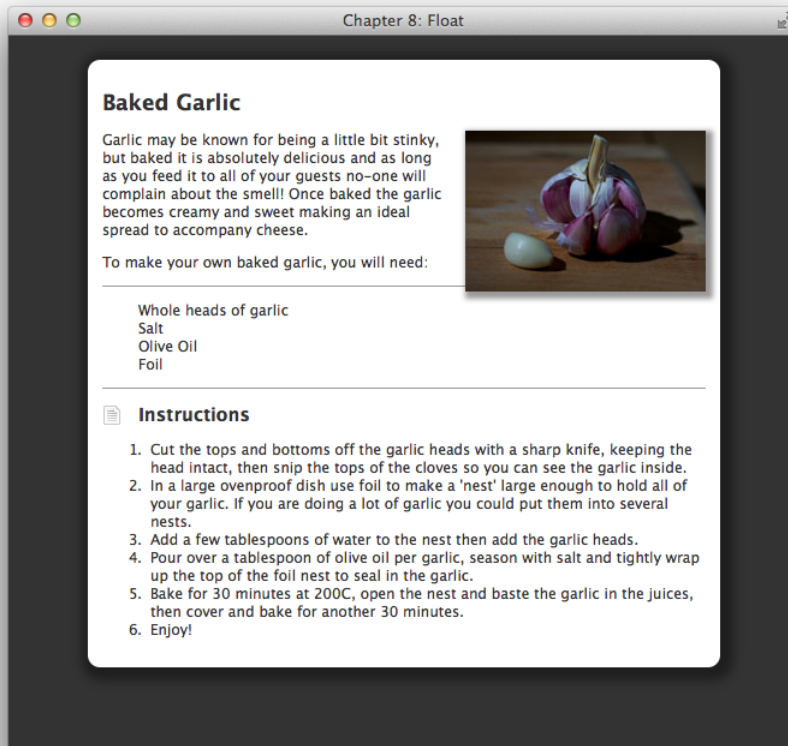 Chapter 8: Float
Baked Garlic
Garlic may be known for being a little bit stinky,
but baked it is absolutely delicious and as long
as you feed it to all of your guests no-one will
complain about the smell! Once baked the garlic
becomes creamy and sweet making an ideal
spread to accompany cheese.
To make your own baked garlic, you will need:
Whole heads of garlic
Salt
Olive Oil
Foil
Instructions
1. Cut the tops and bottoms off the garlic heads with a sharp knife, keeping the
head intact, then snip the tops of the cloves so you can see the garlic inside.
2. In a large ovenproof dish use foil to make a 'nest' large enough to hold all of
your garlic. If you are doing a lot of garlic you could put them into several
nests.
3. Add a few tablespoons of water to the nest then add the garlic heads.
4. Pour over a tablespoon of olive oil per garlic, season with salt and tightly wrap
up the top of the foil nest to seal in the garlic.
5. Bake for 30 minutes at 200C, open the nest and baste the garlic in the juices,
then cover and bake for another 30 minutes.
6. Enjoy!